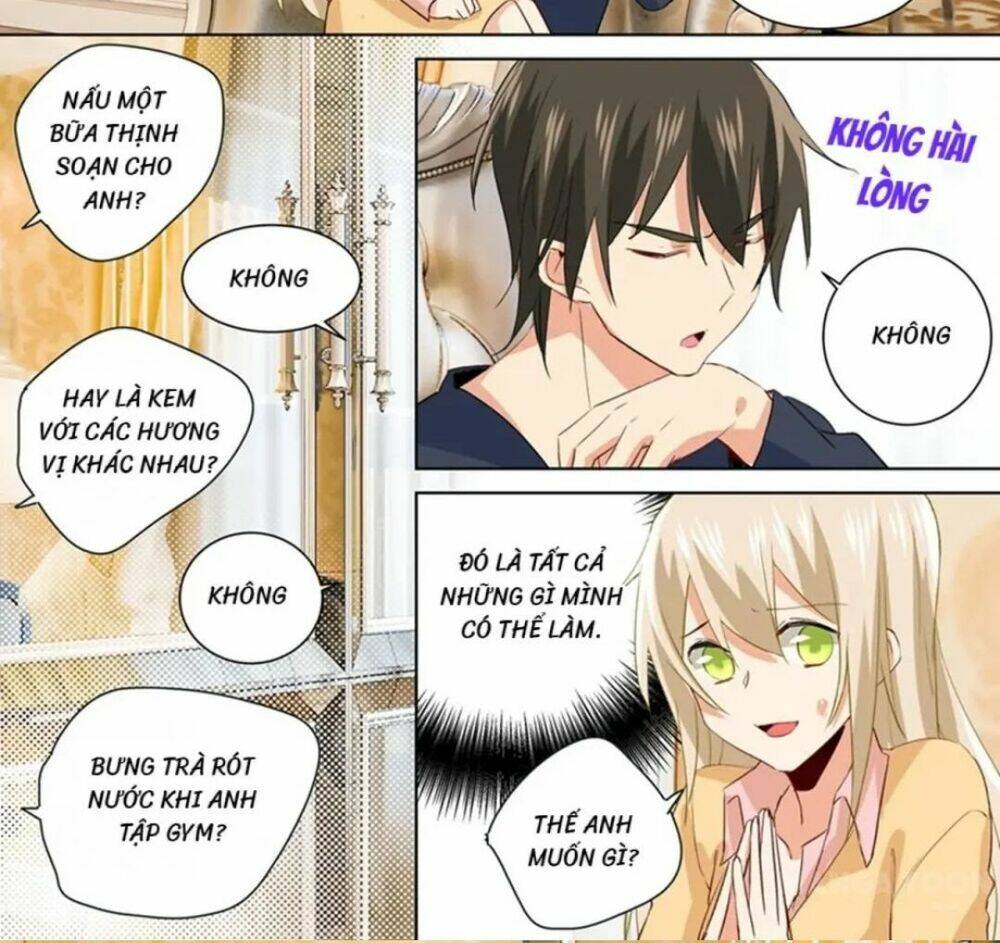 NẤU MỘT
BỮA THỊNH
SOẠN CHO
ANH?
KHÔNG
HAY LÀ KEM
VỚI CÁC HƯƠNG
VỊ KHÁC NHAU?
KHÔNG
BƯNG TRÀ RÓT
NƯỚC KHI ANH
TẬP GYM?
KHÔNG HÀI
LÒNG
KHÔNG
ĐÓ LÀ TẤT CẢ
NHỮNG GÌ MÌNH
CÓ THỂ LÀM.
THẾ ANH
MUỐN GÌ?